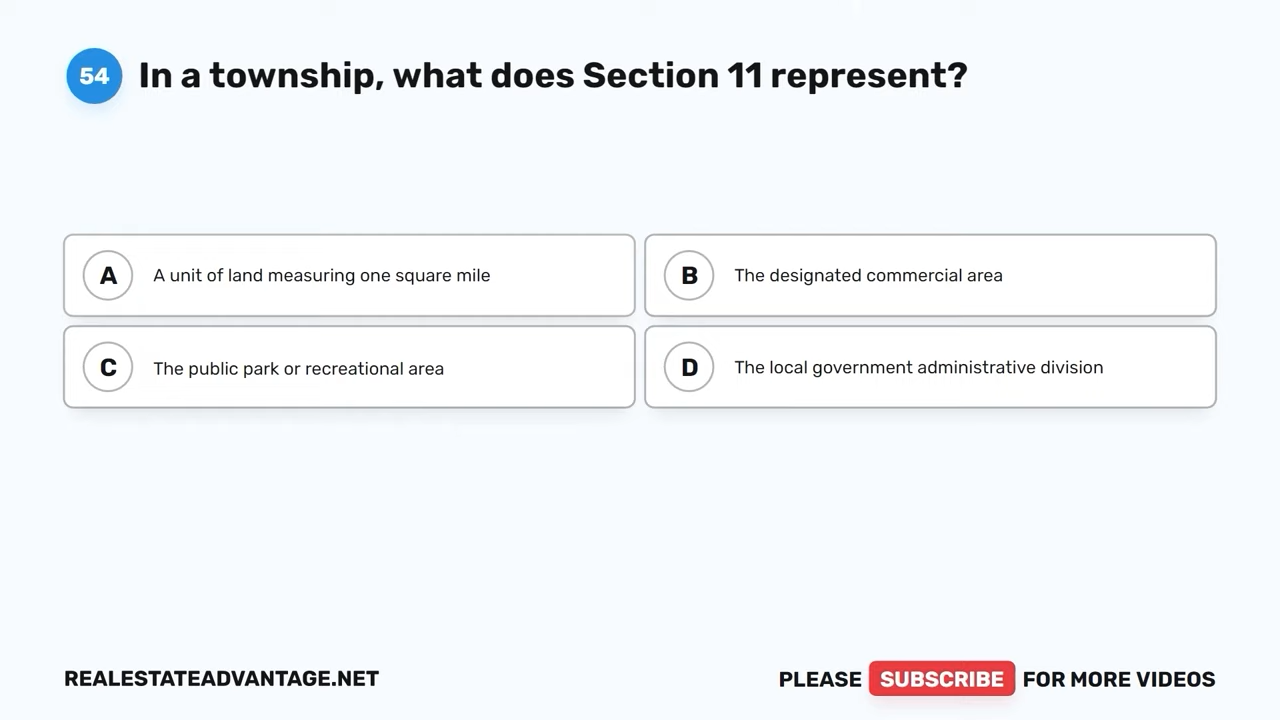 54 In a township, what does Section 11 represent?
A A unit of land measuring one square mile
B The designated commercial area
C The public park or recreational area
D The local government administrative division
REALESTATEADVANTAGE.NET
PLEASE SUBSCRIBE FOR MORE VIDEOS